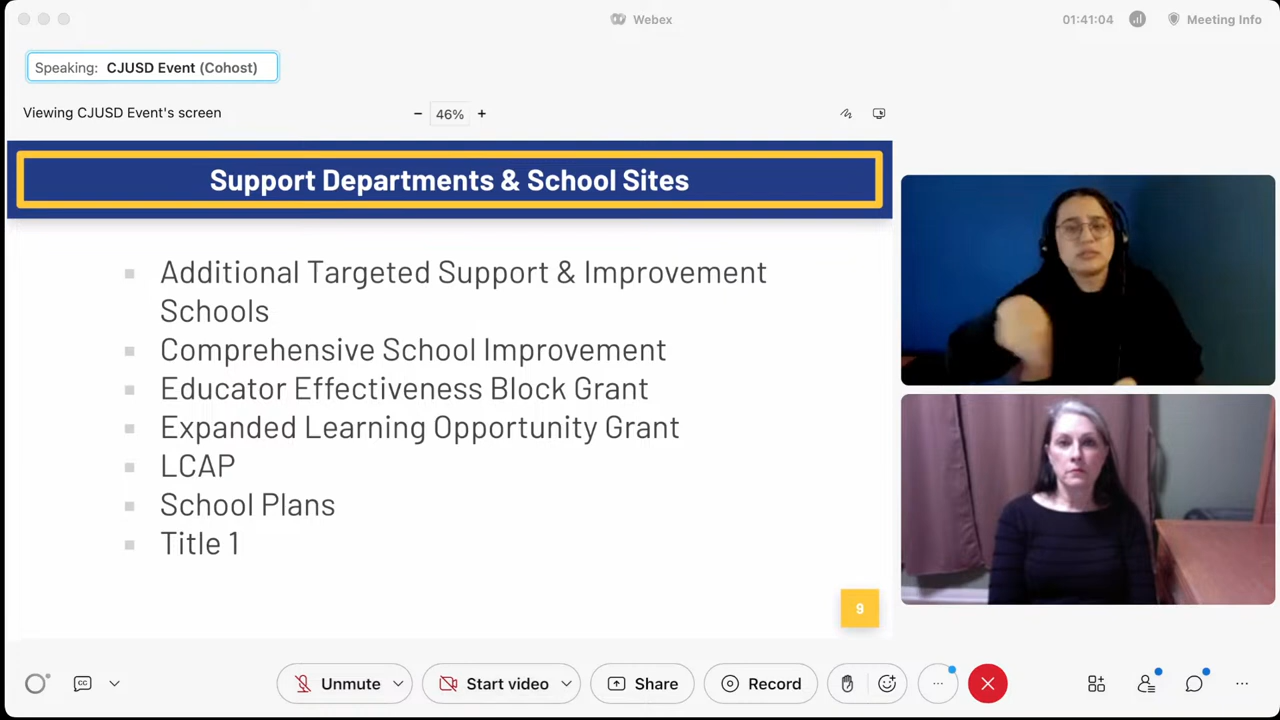 Webex
01:41:04
Meeting Info
Speaking: CJUSD Event (Cohost)
Viewing CJUSD Event's screen
− 46% +
Support Departments & School Sites
Additional Targeted Support & Improvement
Schools
Comprehensive School Improvement
Educator Effectiveness Block Grant
Expanded Learning Opportunity Grant
LCAP
School Plans
Title 1
9
CC
Unmute
Start video
Share
Record